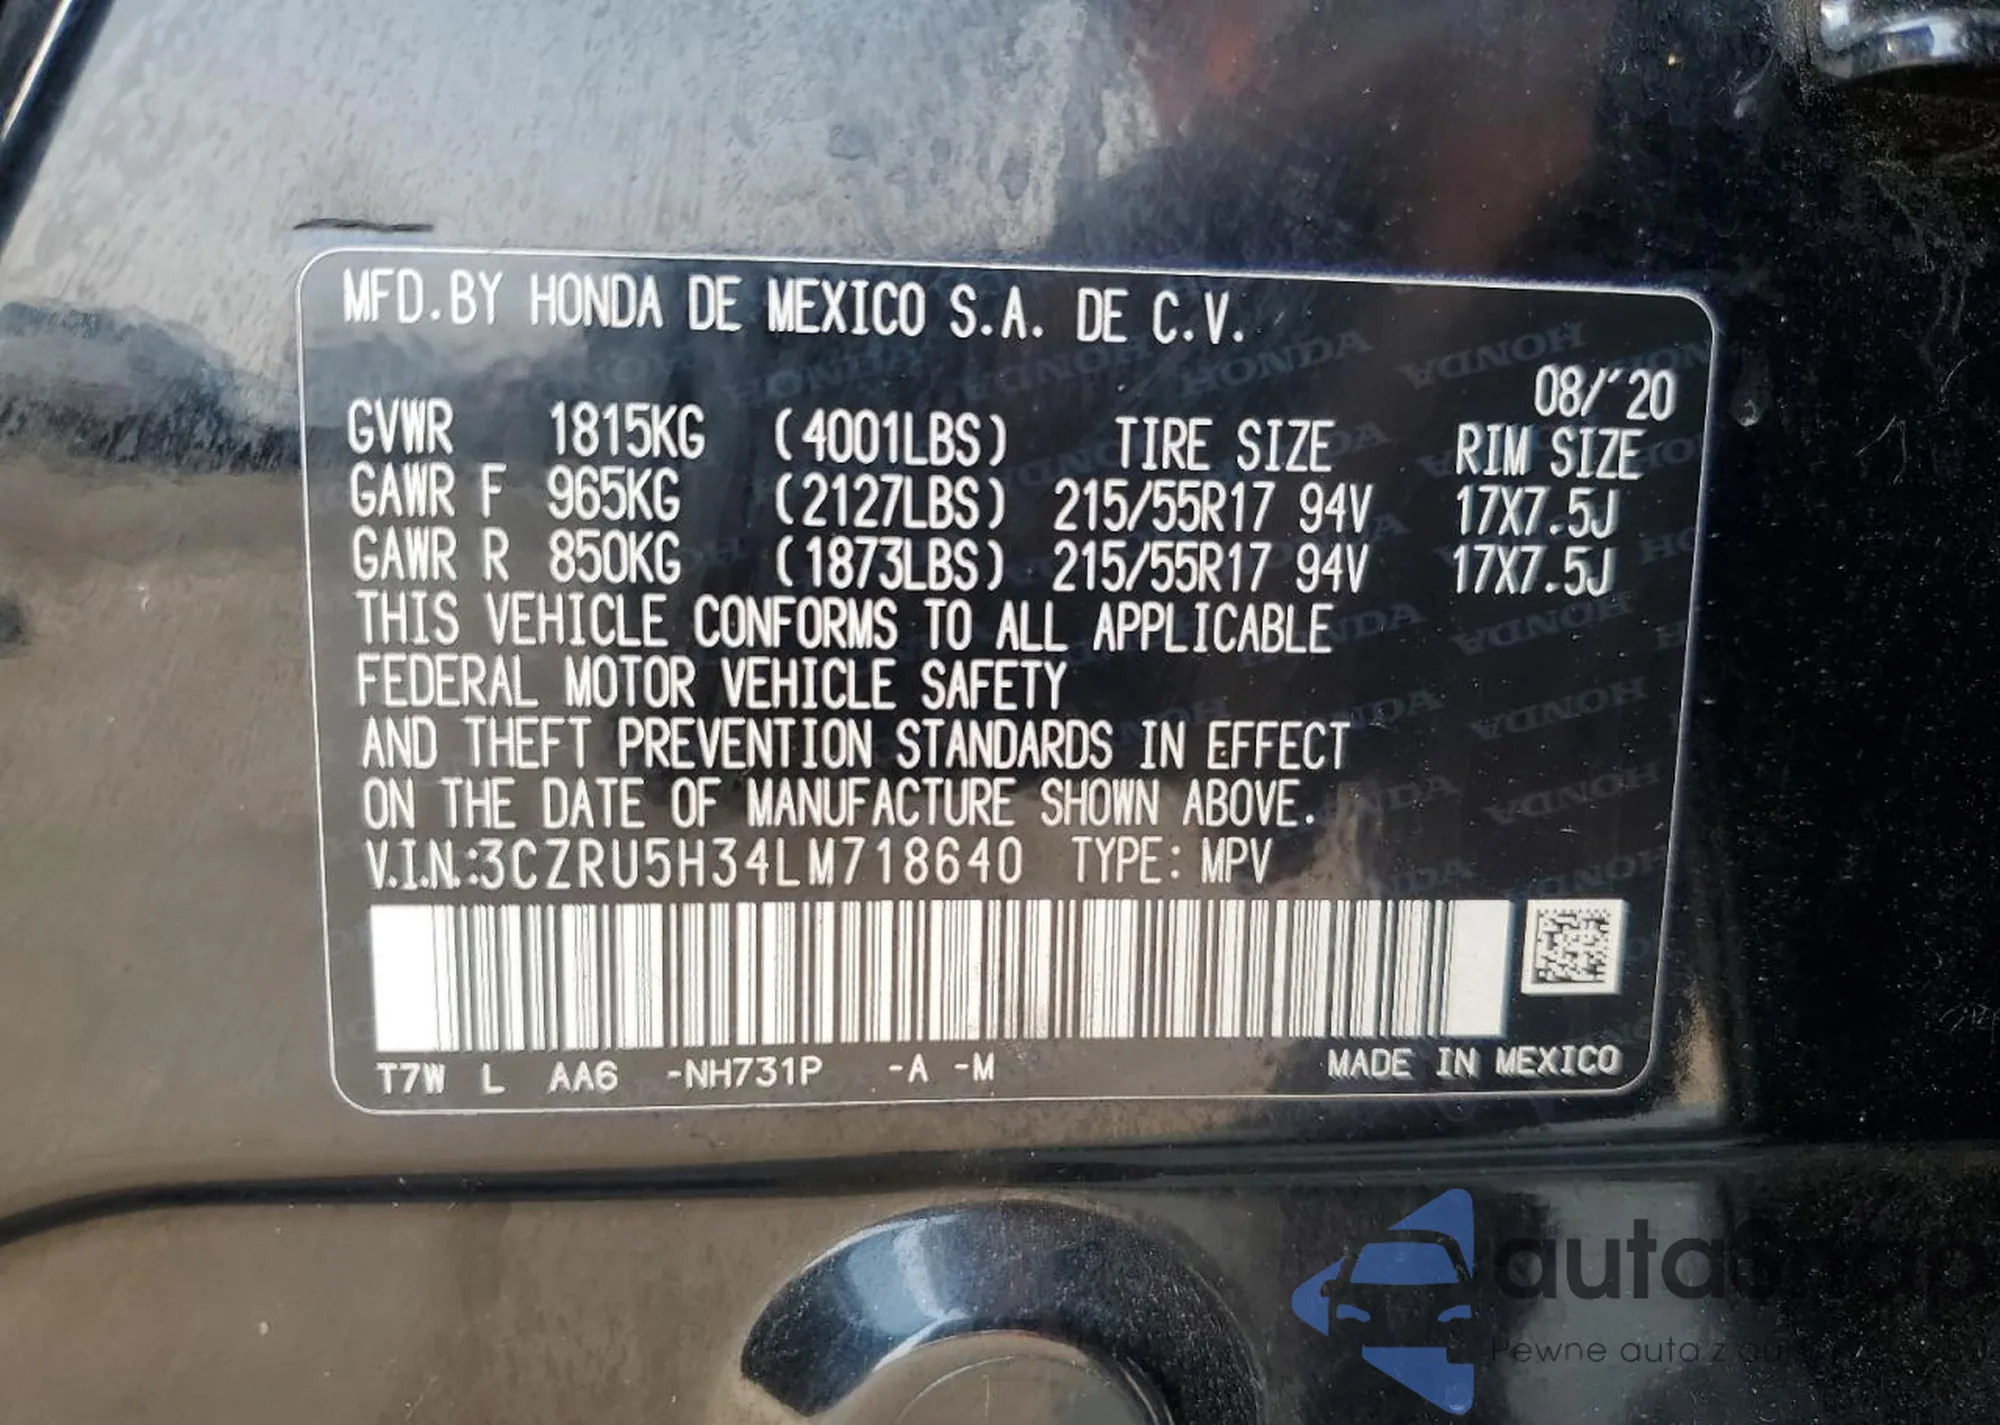 MFD.BY HONDA DE MEXICO S.A. DE C.V.
08/'20
GVWR 1815KG (4001LBS) TIRE SIZE RIM SIZE
GAWR F 965KG (2127LBS) 215/55R17 94V 17X7.5J
GAWR R 850KG (1873LBS) 215/55R17 94V 17X7.5J
THIS VEHICLE CONFORMS TO ALL APPLICABLE
FEDERAL MOTOR VEHICLE SAFETY
AND THEFT PREVENTION STANDARDS IN EFFECT
ON THE DATE OF MANUFACTURE SHOWN ABOVE.
V.I.N.:3CZRU5H34LM718640 TYPE: MPV
T7W L AA6 -NH731P -A -M MADE IN MEXICO
autaSnap
Pewne auta z